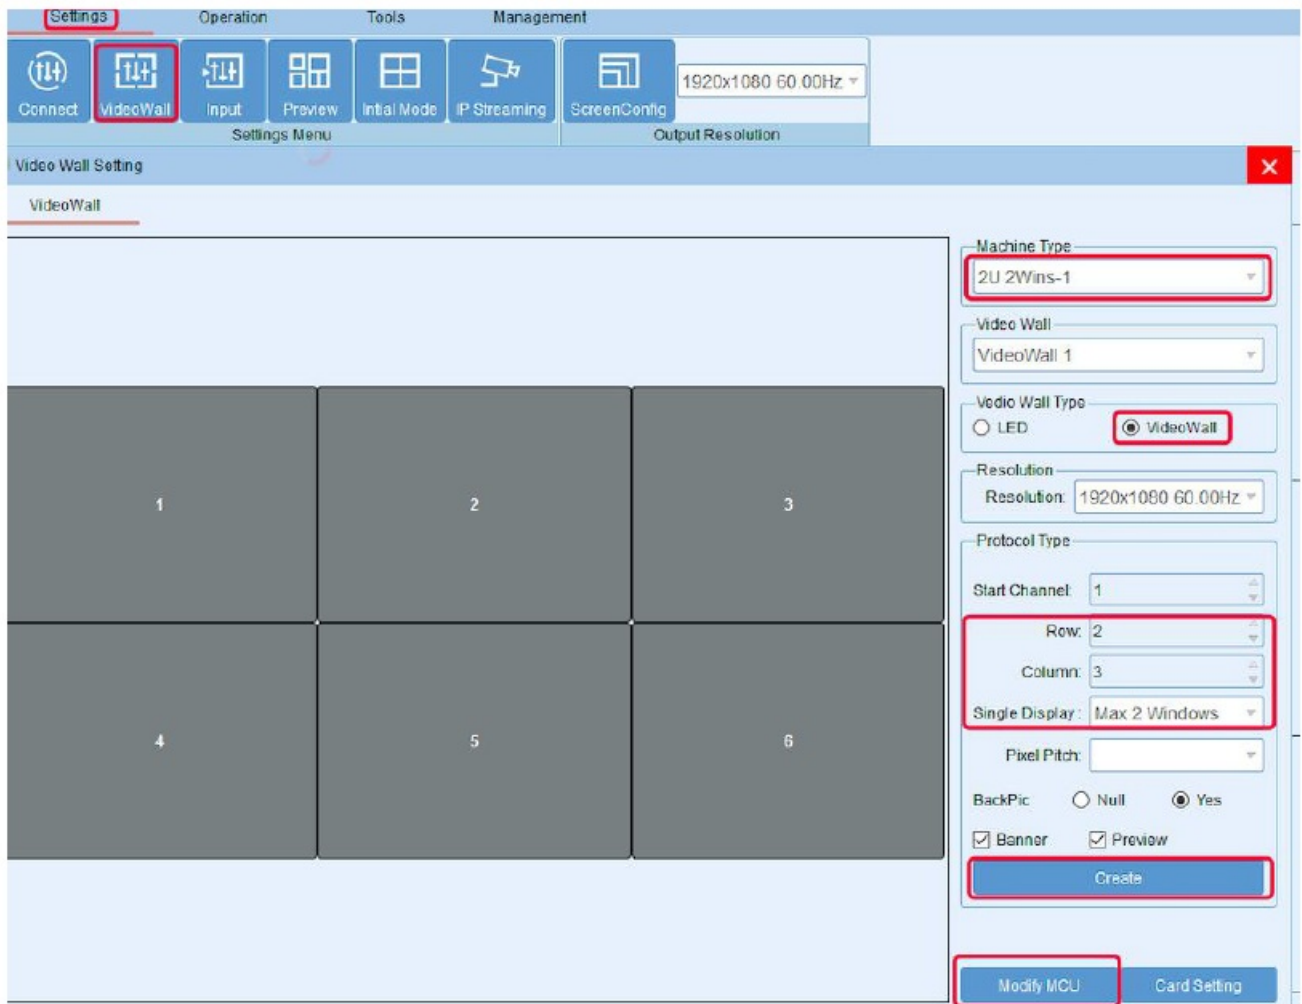 Settings Operation Tools Management
Connect VideoWall Input Preview Intial Mode IP Streaming ScreenConfig 1920x1080 60.00Hz
Settings Menu Output Resolution
Video Wall Setting
VideoWall
Machine Type
2U 2Wins-1
Video Wall
VideoWall 1
Vedio Wall Type
LED VideoWall
Resolution
Resolution: 1920x1080 60.00Hz
Protocol Type
Start Channel: 1
Row: 2
Column: 3
Single Display : Max 2 Windows
Pixel Pitch:
BackPic Null Yes
Banner Preview
Create
Modify MCU Card Setting
1 2 3
4 5 6